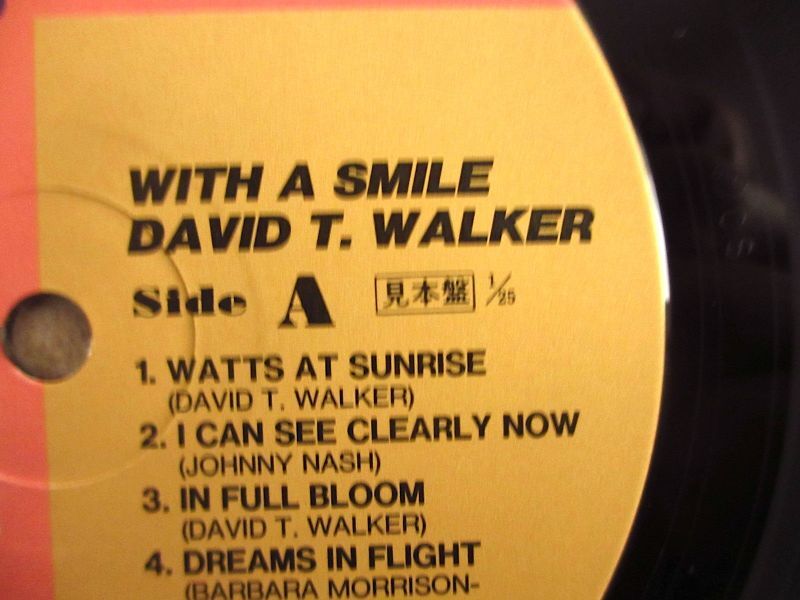 WITH A SMILE
DAVID T. WALKER
Side A 見本盤 1/25
1. WATTS AT SUNRISE
(DAVID T. WALKER)
2. I CAN SEE CLEARLY NOW
(JOHNNY NASH)
3. IN FULL BLOOM
(DAVID T. WALKER)
4. DREAMS IN FLIGHT
(BARBARA MORRISON-